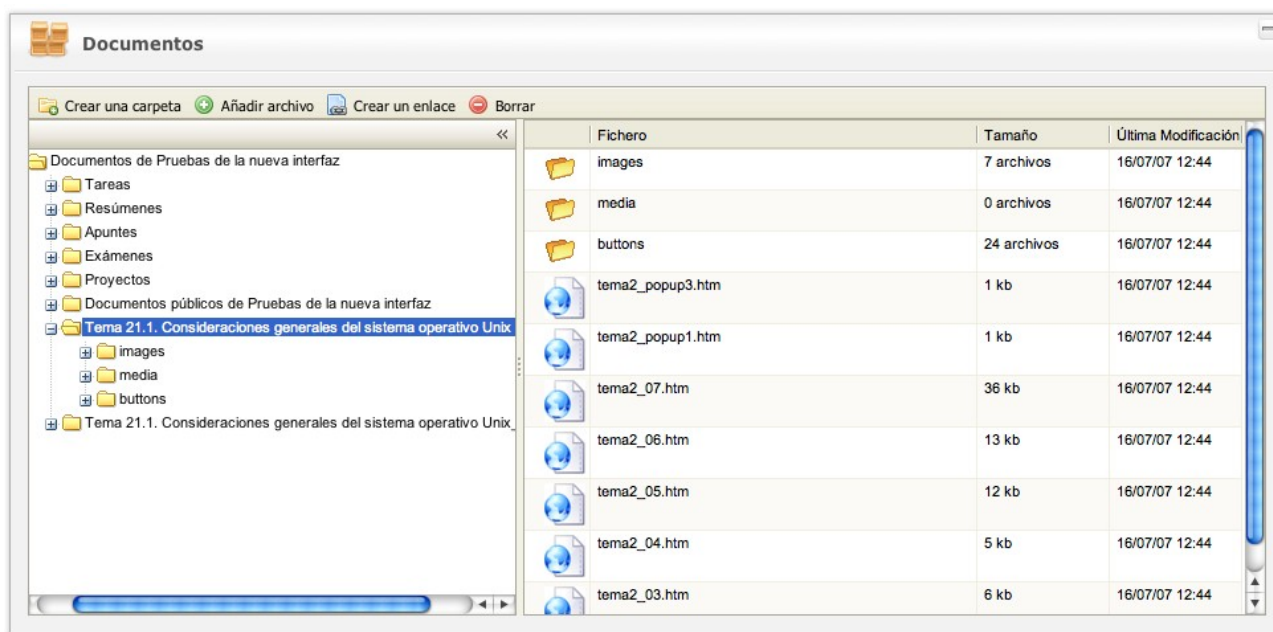 Documentos
Crear una carpeta Añadir archivo Crear un enlace Borrar
Documentos de Pruebas de la nueva interfaz
Tareas
Resúmenes
Apuntes
Exámenes
Proyectos
Documentos públicos de Pruebas de la nueva interfaz
Tema 21.1. Consideraciones generales del sistema operativo Unix
images
media
buttons
Tema 21.1. Consideraciones generales del sistema operativo Unix_
Fichero Tamaño Última Modificación
images 7 archivos 16/07/07 12:44
media 0 archivos 16/07/07 12:44
buttons 24 archivos 16/07/07 12:44
tema2_popup3.htm 1 kb 16/07/07 12:44
tema2_popup1.htm 1 kb 16/07/07 12:44
tema2_07.htm 36 kb 16/07/07 12:44
tema2_06.htm 13 kb 16/07/07 12:44
tema2_05.htm 12 kb 16/07/07 12:44
tema2_04.htm 5 kb 16/07/07 12:44
tema2_03.htm 6 kb 16/07/07 12:44